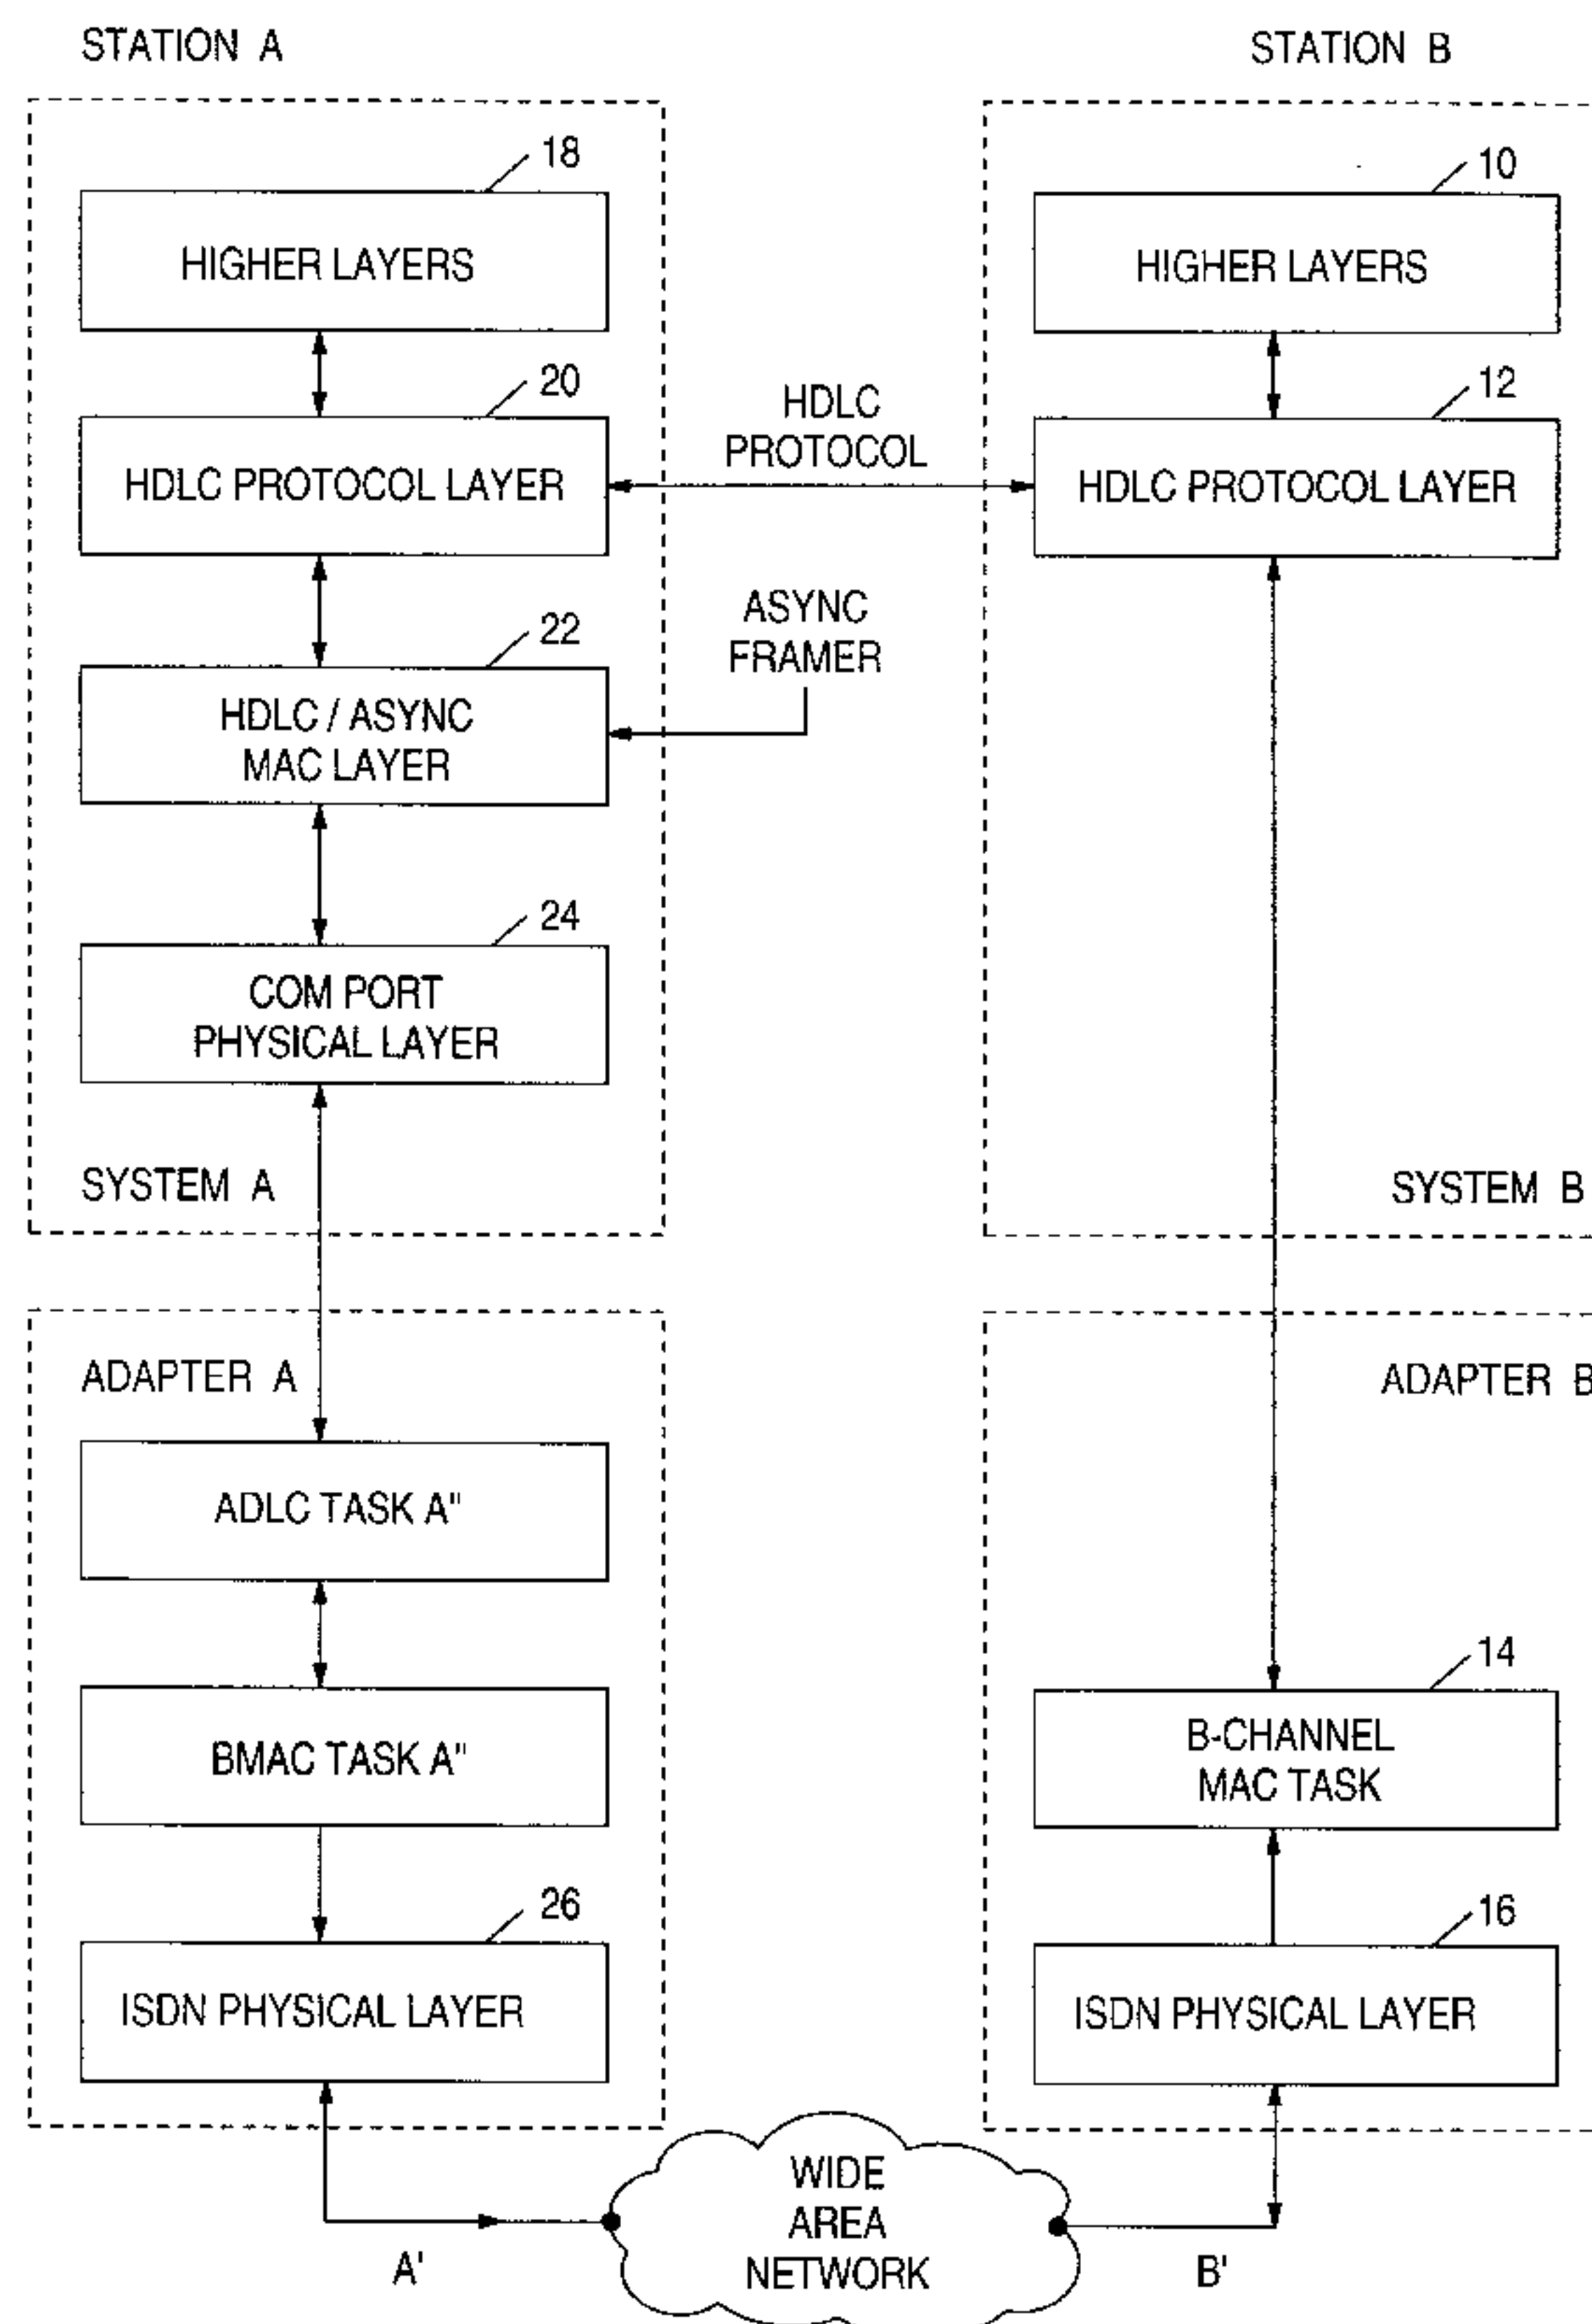 STATION A
STATION B
18
HIGHER LAYERS
10
HIGHER LAYERS
20
HDLC PROTOCOL LAYER
HDLC
PROTOCOL
12
HDLC PROTOCOL LAYER
22
HDLC / ASYNC
MAC LAYER
ASYNC
FRAMER
24
COM PORT
PHYSICAL LAYER
SYSTEM A
SYSTEM B
ADAPTER A
ADAPTER B
ADLC TASK A"
BMAC TASK A"
14
B-CHANNEL
MAC TASK
26
ISDN PHYSICAL LAYER
16
ISDN PHYSICAL LAYER
WIDE
AREA
NETWORK
A'
B'